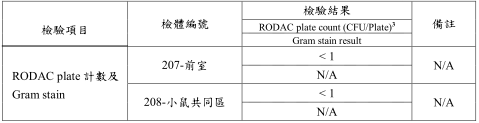 檢驗項目
檢體編號
檢驗結果
RODAC plate count (CFU/Plate)³
Gram stain result
備註
RODAC plate 計數及
Gram stain
207-前室
< 1
N/A
N/A
208-小鼠共同區
< 1
N/A
N/A